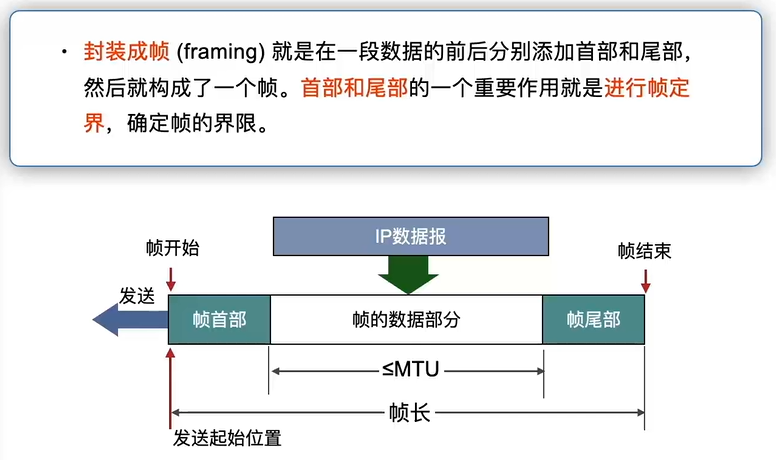 · 封装成帧 (framing) 就是在一段数据的前后分别添加首部和尾部，
然后就构成了一个帧。首部和尾部的一个重要作用就是进行帧定
界，确定帧的界限。
IP数据报
帧开始
帧结束
发送
帧首部
帧的数据部分
帧尾部
≤MTU
帧长
发送起始位置